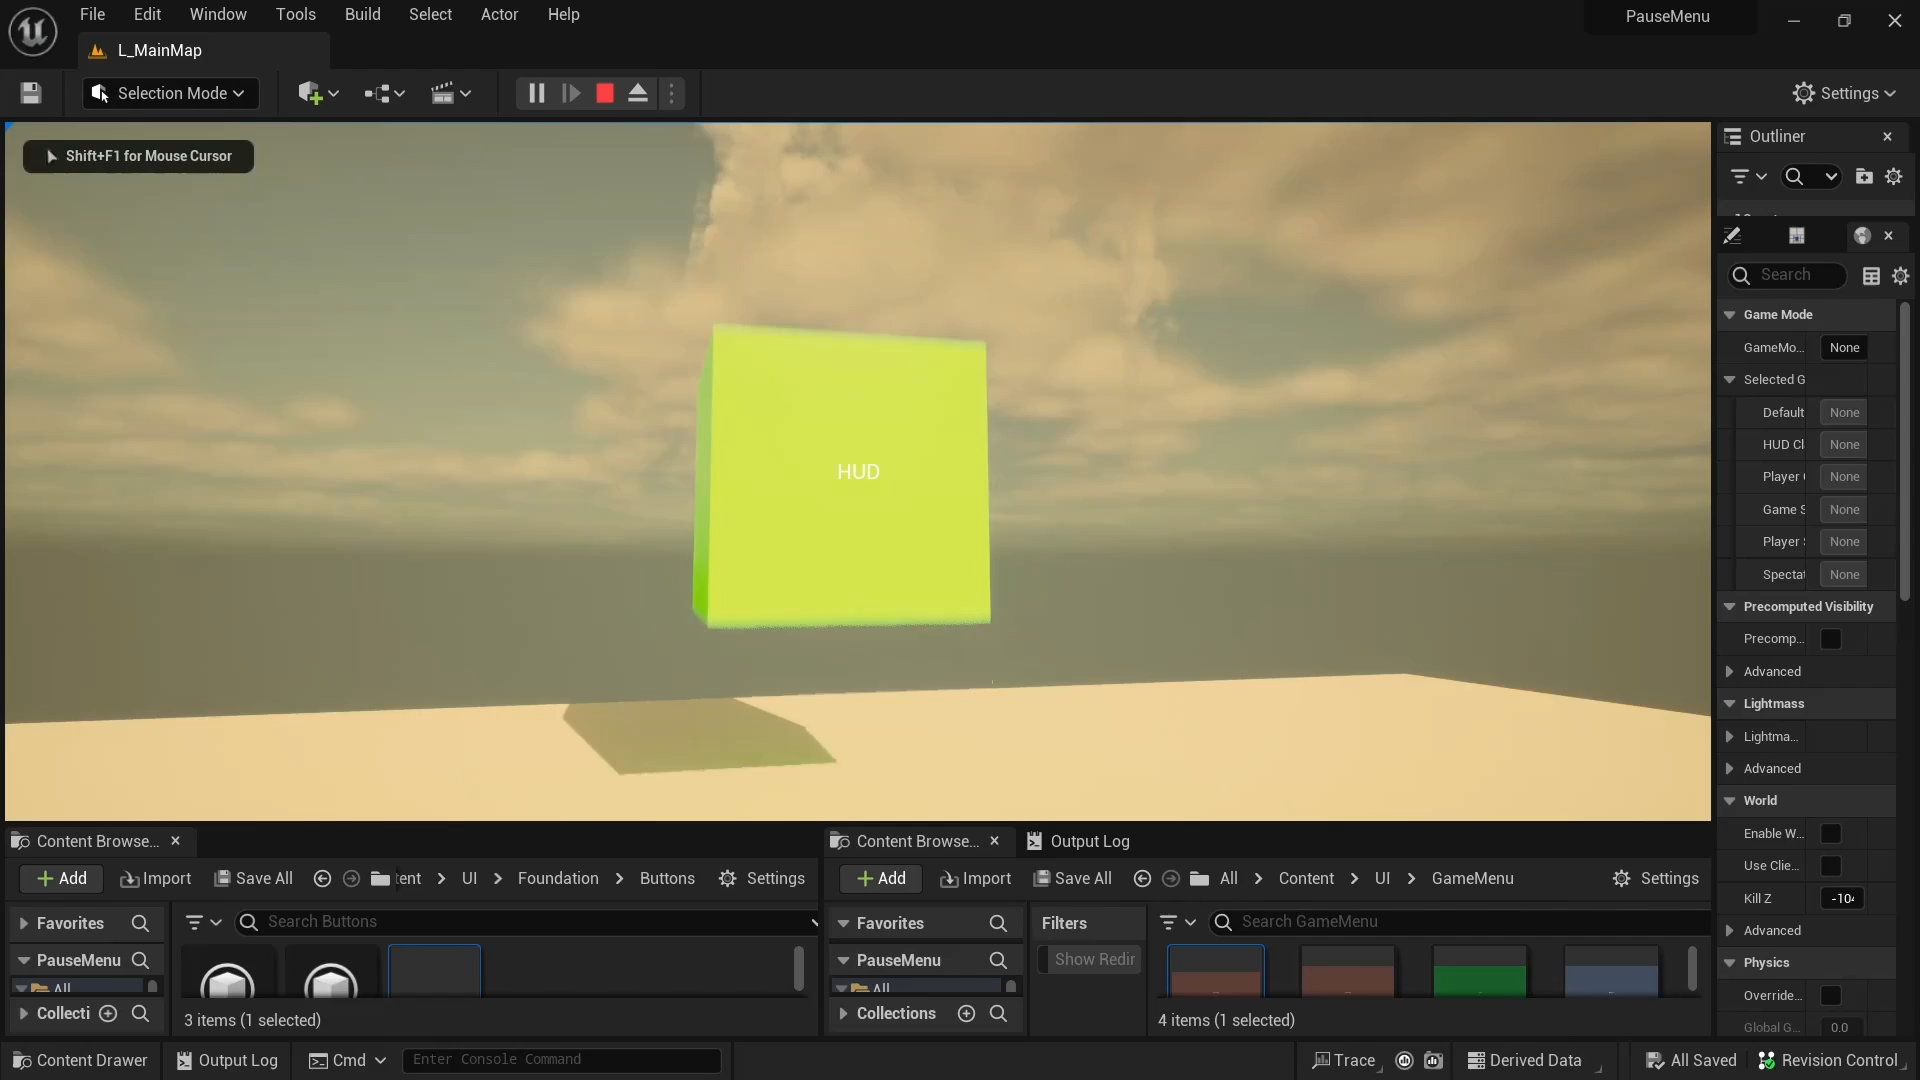 File Edit Window Tools Build Select Actor Help
PauseMenu
L_MainMap
Selection Mode
Settings
Shift+F1 for Mouse Cursor
HUD
Outliner
Search
Game Mode
GameMo... None
Selected G
Default None
HUD Cl None
Player None
Game S None
Player None
Spectat None
Precomputed Visibility
Precomp...
Advanced
Lightmass
Lightma...
Advanced
World
Enable W...
Use Clie...
Kill Z -10
Advanced
Physics
Override...
Global G... 0.0
Content Browse...
Add Import Save All ent UI Foundation Buttons Settings
Favorites
Search Buttons
PauseMenu
All
Collecti
3 items (1 selected)
Content Browse... Output Log
Add Import Save All All Content UI GameMenu Settings
Favorites Filters
Search GameMenu
PauseMenu Show Redir
All
Collections
4 items (1 selected)
Content Drawer Output Log Cmd Enter Console Command Trace Derived Data All Saved Revision Control